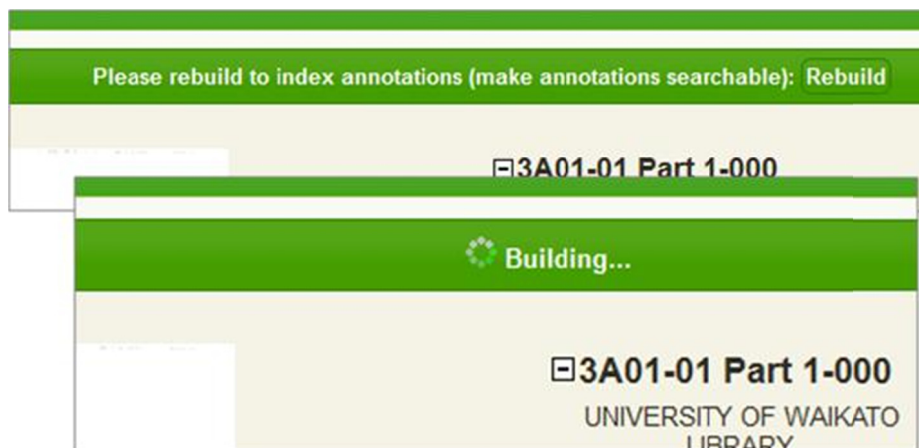 Please rebuild to index annotations (make annotations searchable): Rebuild
3A01-01 Part 1-000
Building...
3A01-01 Part 1-000
UNIVERSITY OF WAIKATO
LIBRARY